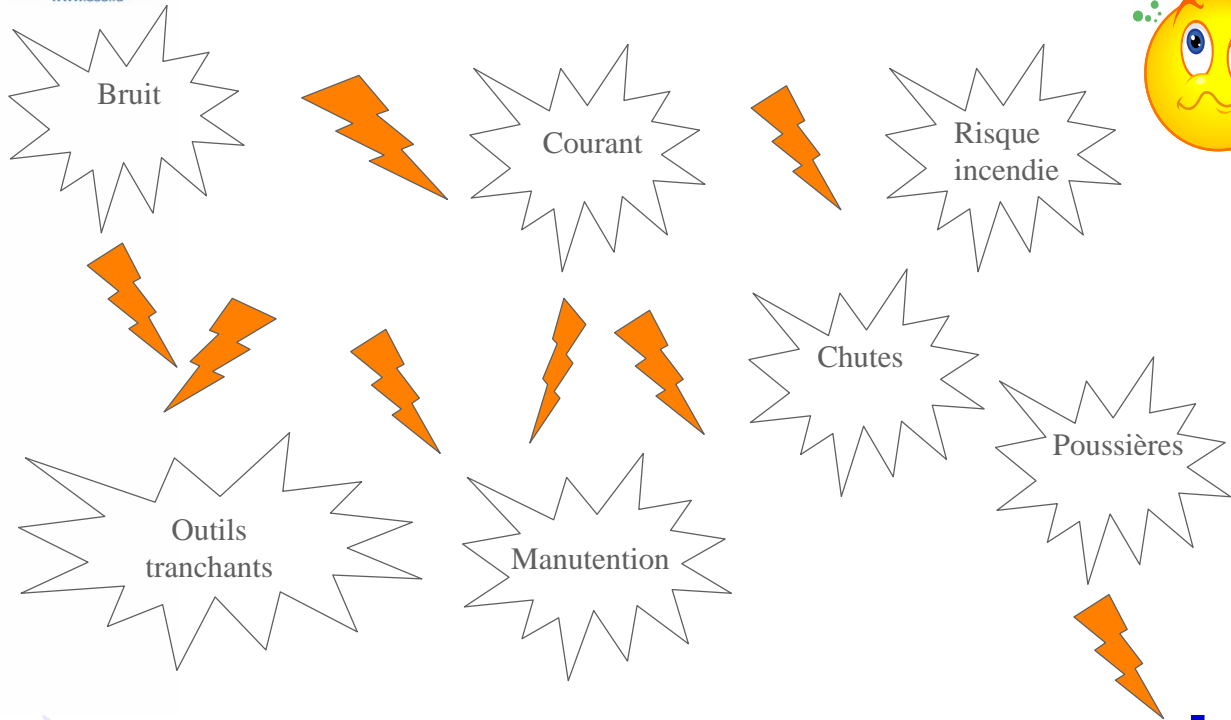 Bruit
Courant
Risque
incendie
Chutes
Poussières
Outils
tranchants
Manutention